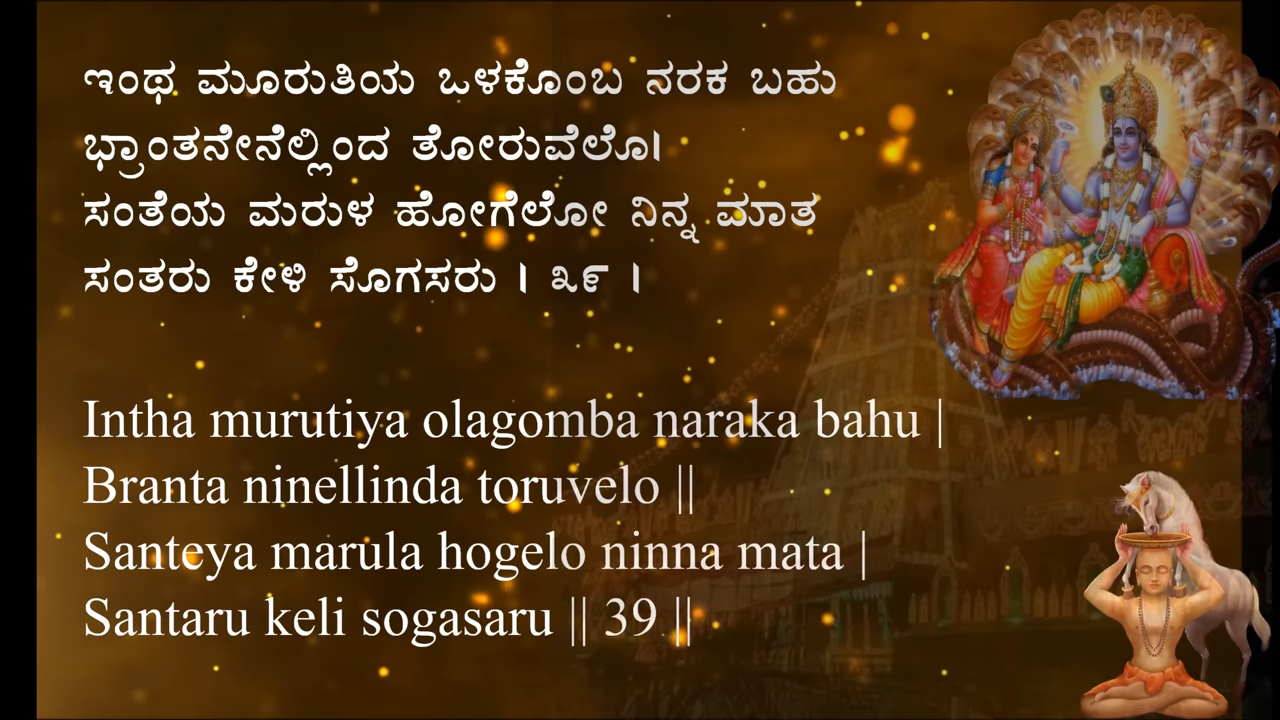 ಇಂಥ ಮೂರುತಿಯ ಒಳಕೊಂಬ ನರಕ ಬಹು
ಭ್ರಾಂತನೇನೆಲ್ಲಿಂದ ತೋರುವೆಲೊ।
ಸಂತೆಯ ಮರುಳ ಹೋಗೆಲೋ ನಿನ್ನ ಮಾತ
ಸಂತರು ಕೇಳಿ ಸೊಗಸರು । ೩೯ ।
Intha murutiya olagomba naraka bahu |
Branta ninellinda toruvelo ||
Santeya marula hogelo ninna mata |
Santaru keli sogasaru || 39 ||